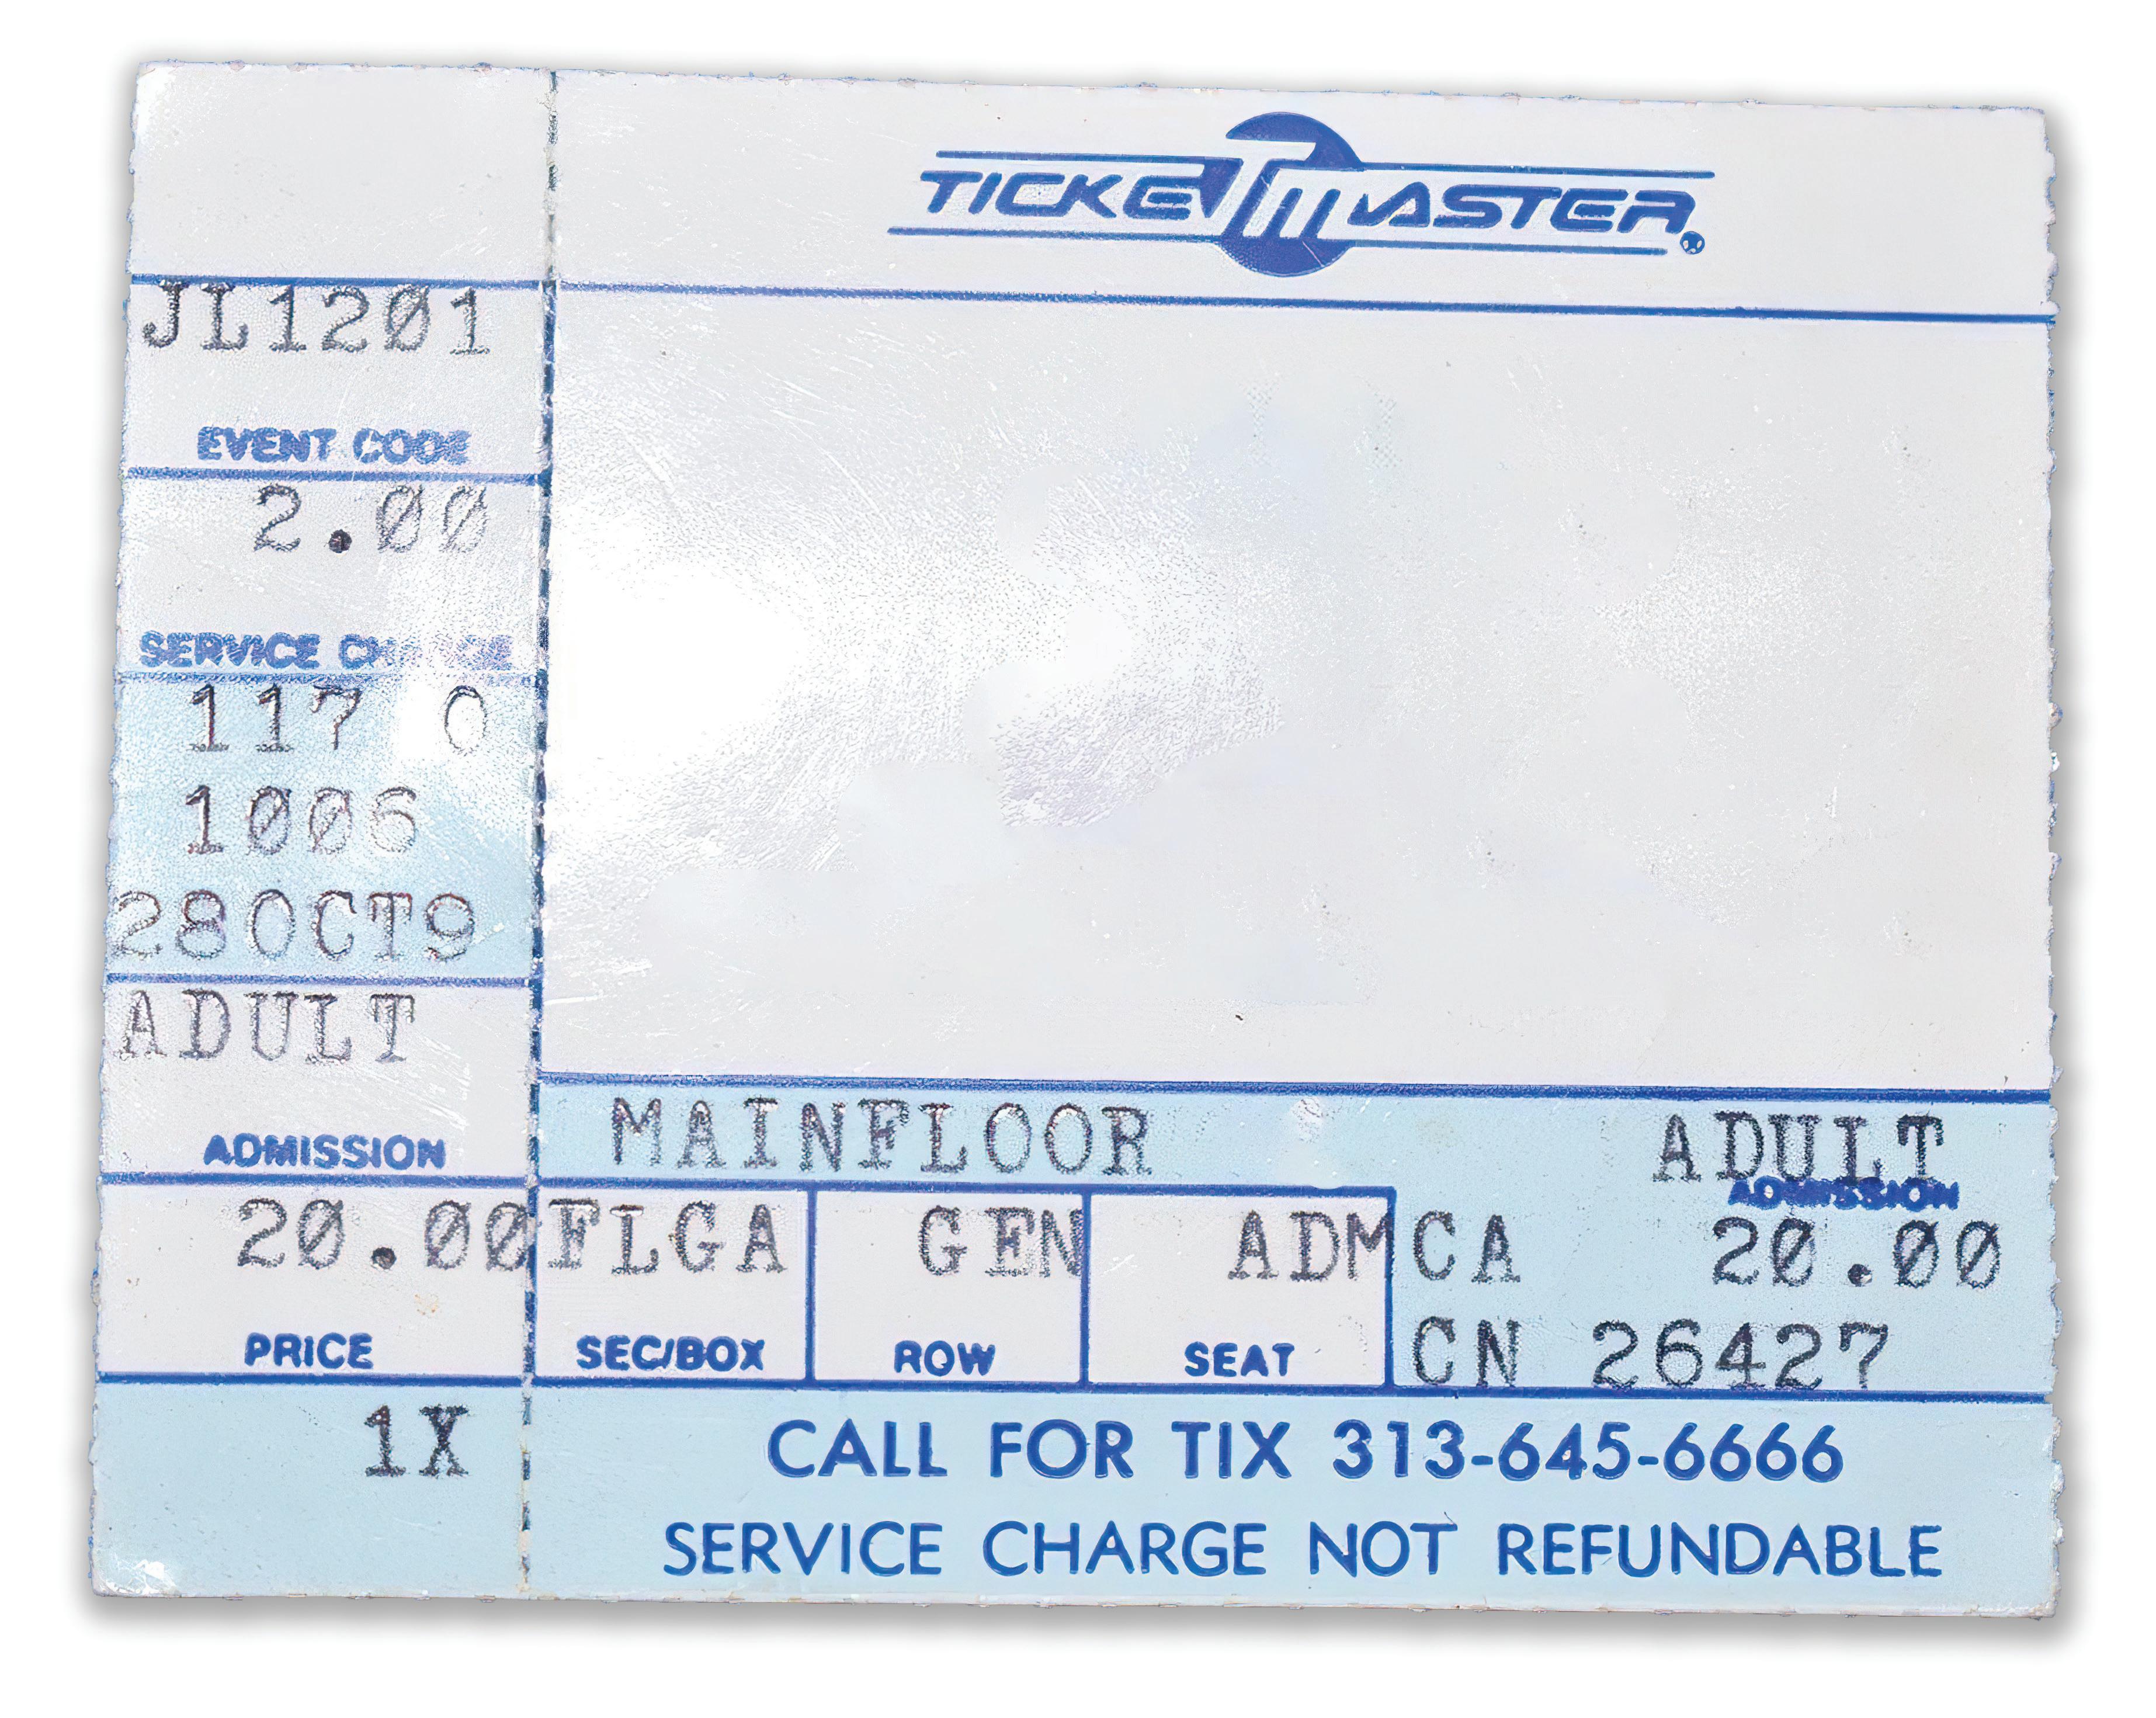 TICKETMASTER
JL1201
EVENT CODE
2.00
SERVICE CHARGE
117 0
1006
28OCT9
ADULT
ADMISSION
20.00
PRICE
1X
MAINFLOOR ADULT
ADMISSION
FLGA GEN ADM CA 20.00
SEC/BOX ROW SEAT CN 26427
CALL FOR TIX 313-645-6666
SERVICE CHARGE NOT REFUNDABLE